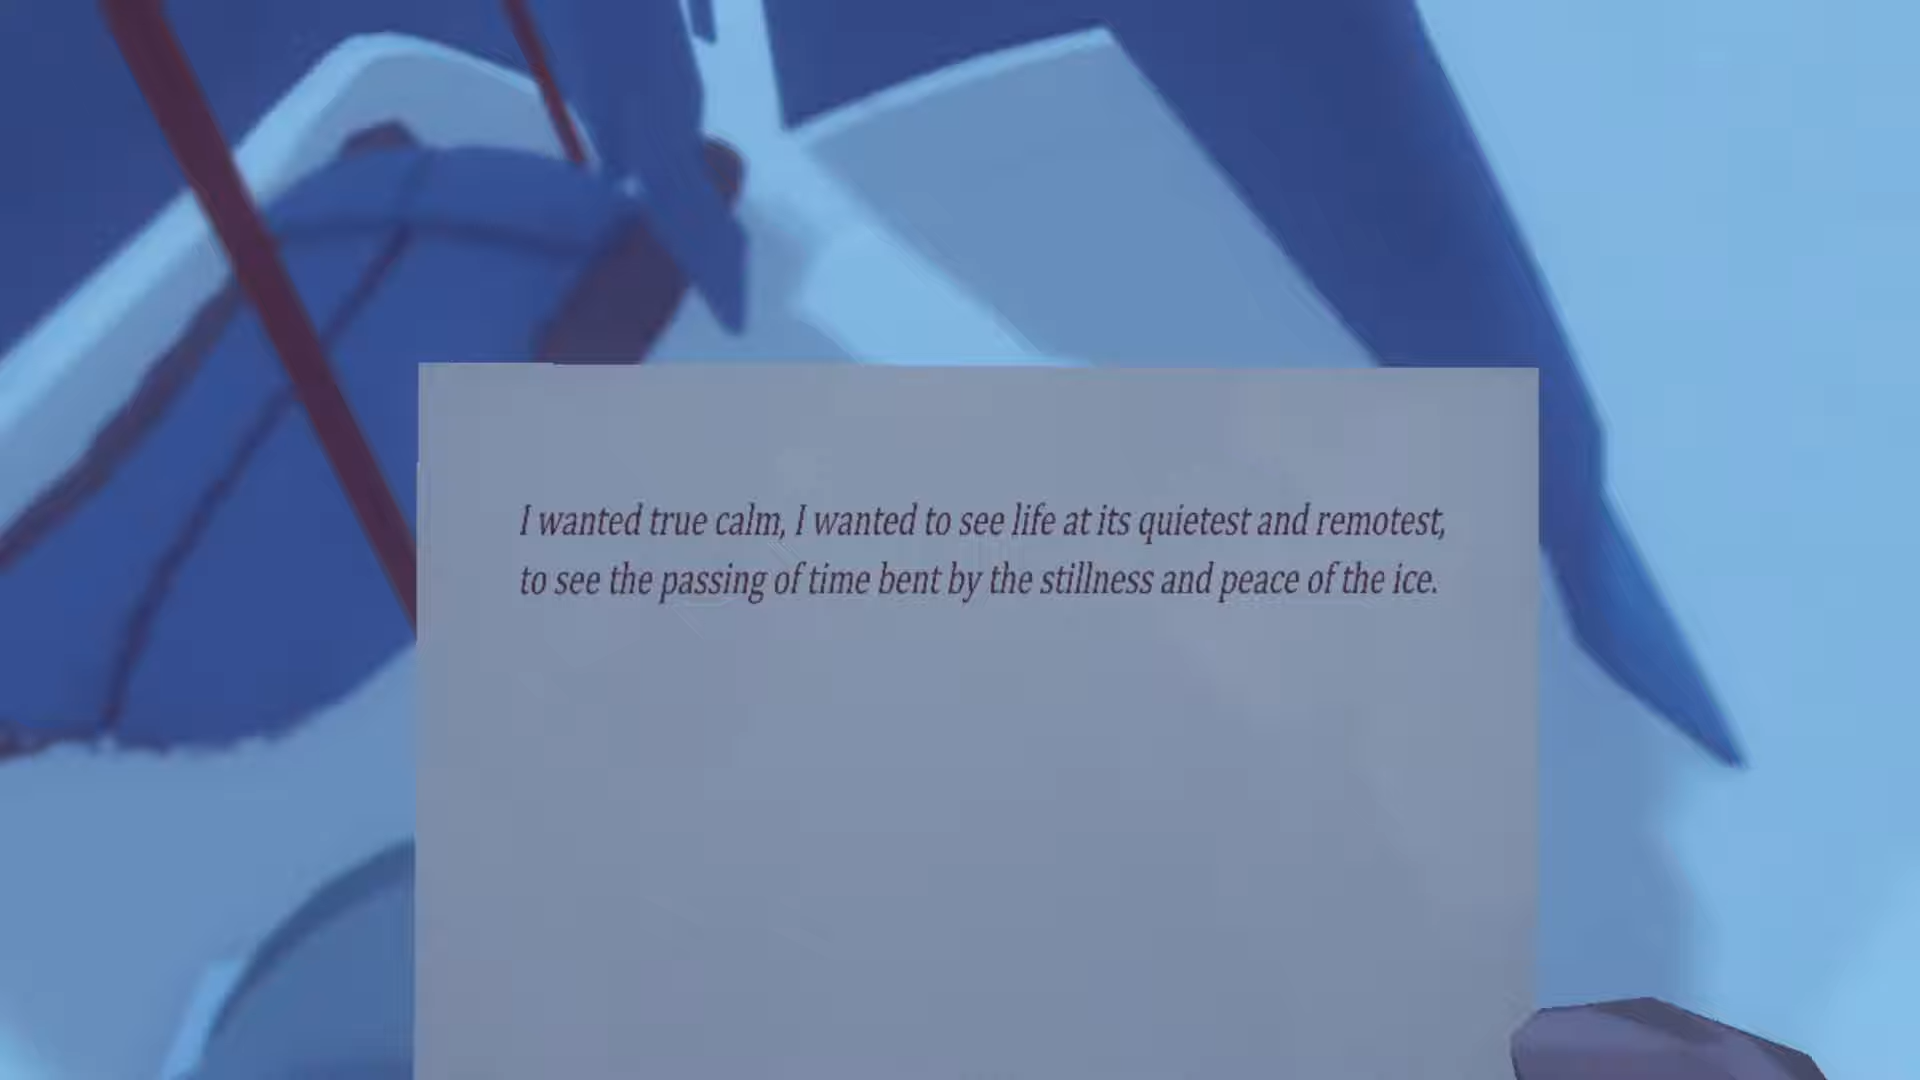 I wanted true calm, I wanted to see life at its quietest and remotest,
to see the passing of time bent by the stillness and peace of the ice.